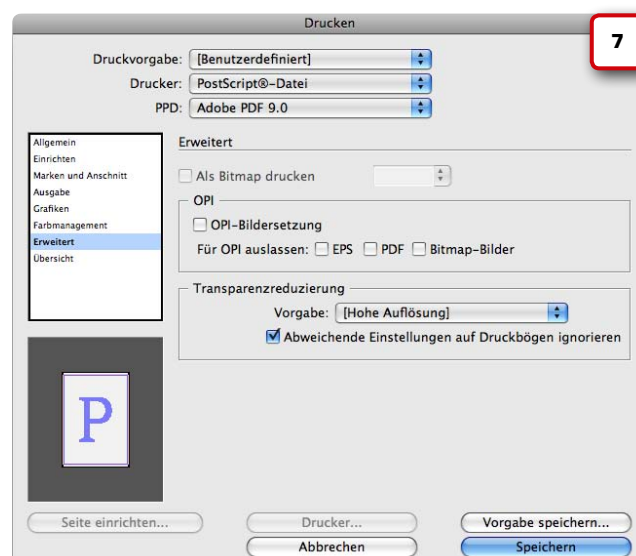 Drucken
7
Druckvorgabe: [Benutzerdefiniert]
Drucker: PostScript®-Datei
PPD: Adobe PDF 9.0
Allgemein
Einrichten
Marken und Anschnitt
Ausgabe
Grafiken
Farbmanagement
Erweitert
Übersicht
Erweitert
Als Bitmap drucken
OPI
OPI-Bildersetzung
Für OPI auslassen: EPS PDF Bitmap-Bilder
Transparenzreduzierung
Vorgabe: [Hohe Auflösung]
Abweichende Einstellungen auf Druckbögen ignorieren
P
Seite einrichten... Drucker... Vorgabe speichern...
Abbrechen Speichern